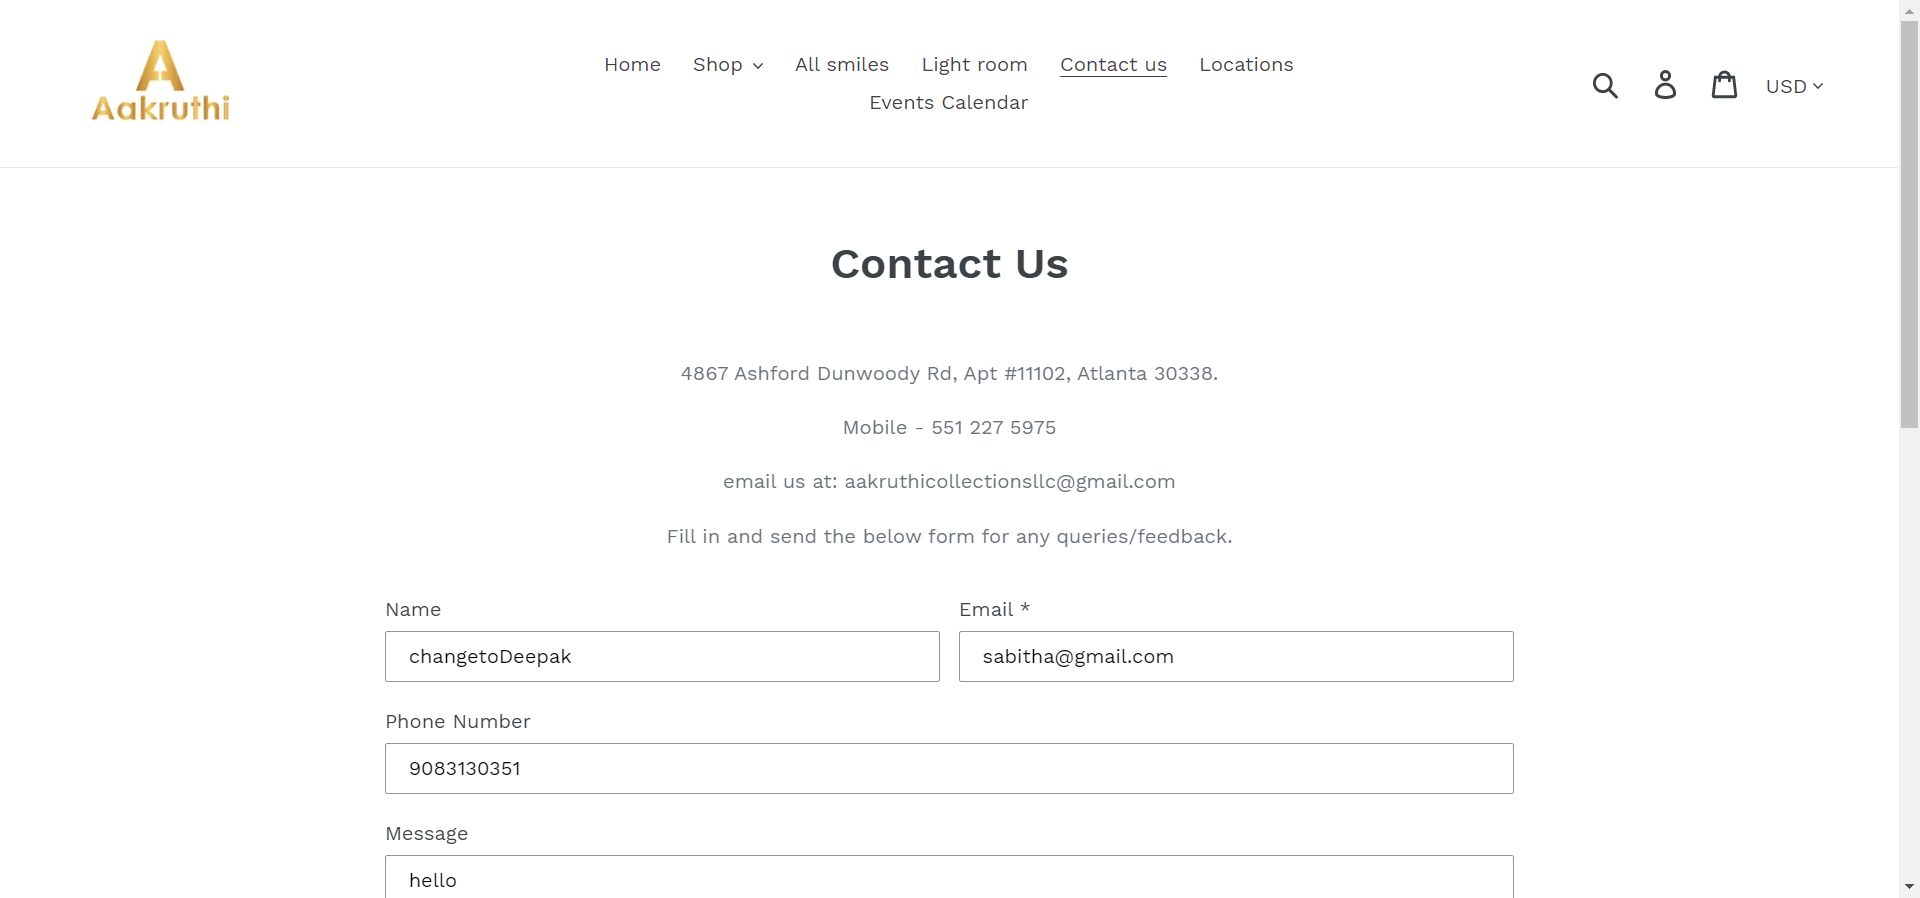 A
Aakruthi
Home Shop All smiles Light room Contact us Locations
Events Calendar
USD
Contact Us
4867 Ashford Dunwoody Rd, Apt #11102, Atlanta 30338.
Mobile - 551 227 5975
email us at: aakruthicollectionsllc@gmail.com
Fill in and send the below form for any queries/feedback.
Name Email *
changetoDeepak sabitha@gmail.com
Phone Number
9083130351
Message
hello